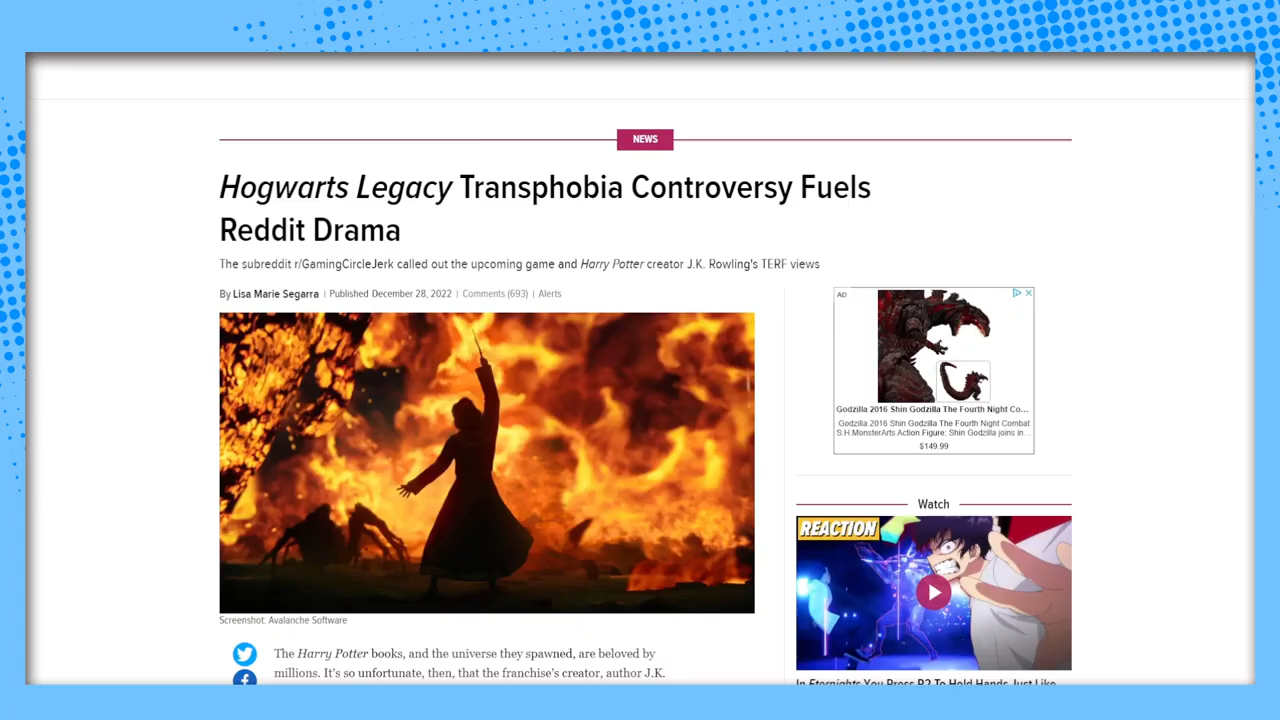 NEWS
Hogwarts Legacy Transphobia Controversy Fuels
Reddit Drama
The subreddit r/GamingCircleJerk called out the upcoming game and Harry Potter creator J.K. Rowling's TERF views
By Lisa Marie Segarra | Published December 28, 2022 | Comments (693) | Alerts
AD
Godzilla 2016 Shin Godzilla The Fourth Night Co...
Godzilla 2016 Shin Godzilla The Fourth Night Combat
S.H.MonsterArts Action Figure: Shin Godzilla joins in...
$149.99
Watch
REACTION
In Eternights You Press R2 To Hold Hands Just Like
Screenshot: Avalanche Software
The Harry Potter books, and the universe they spawned, are beloved by
millions. It's so unfortunate, then, that the franchise's creator, author J.K.